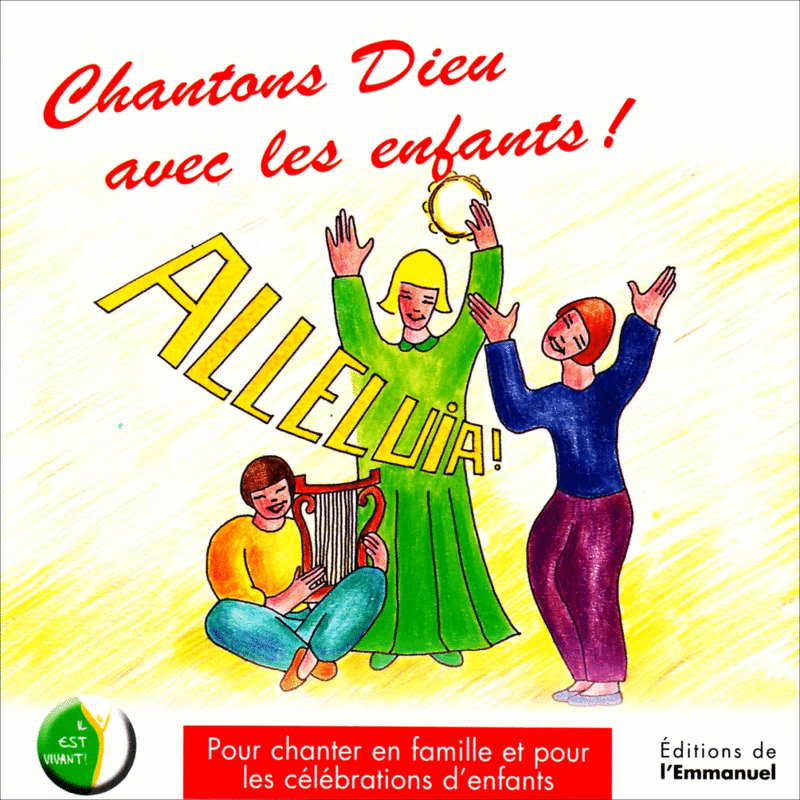 Chantons Dieu
avec les enfants !
ALLELUiA!
IL
EST
VIVANT!
Pour chanter en famille et pour
les célébrations d'enfants
Éditions de
l'Emmanuel